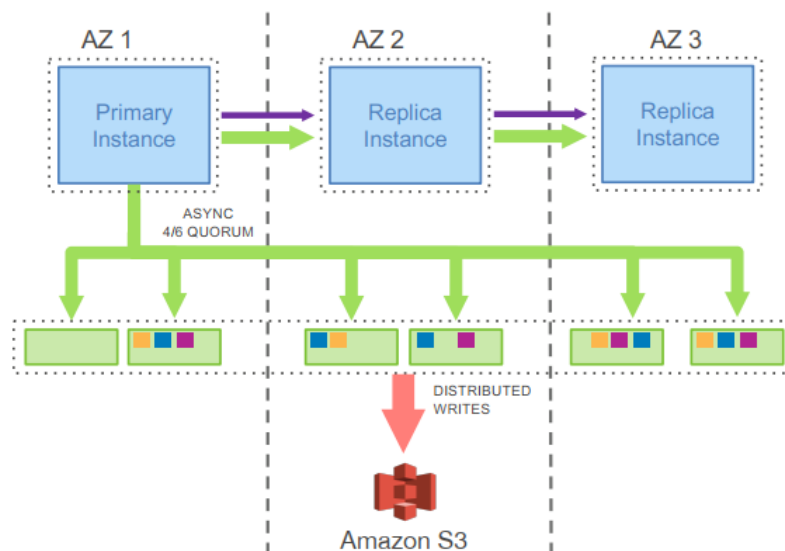 AZ 1
AZ 2
AZ 3
Primary
Instance
Replica
Instance
Replica
Instance
ASYNC
4/6 QUORUM
DISTRIBUTED
WRITES
Amazon S3